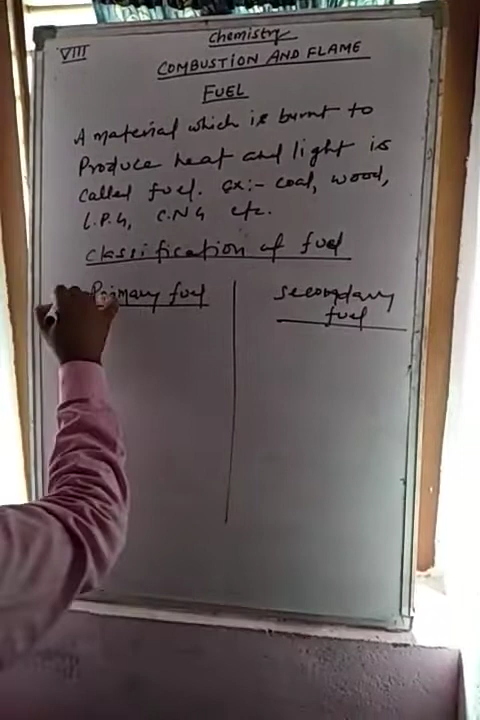 VIII
Chemistry
COMBUSTION AND FLAME
FUEL
A material which is burnt to
Produce heat and light is
called fuel. ex:- coal, wood,
L.P.G, C.N.G etc.
classification of fuel
Primary fuel
secondary
fuel